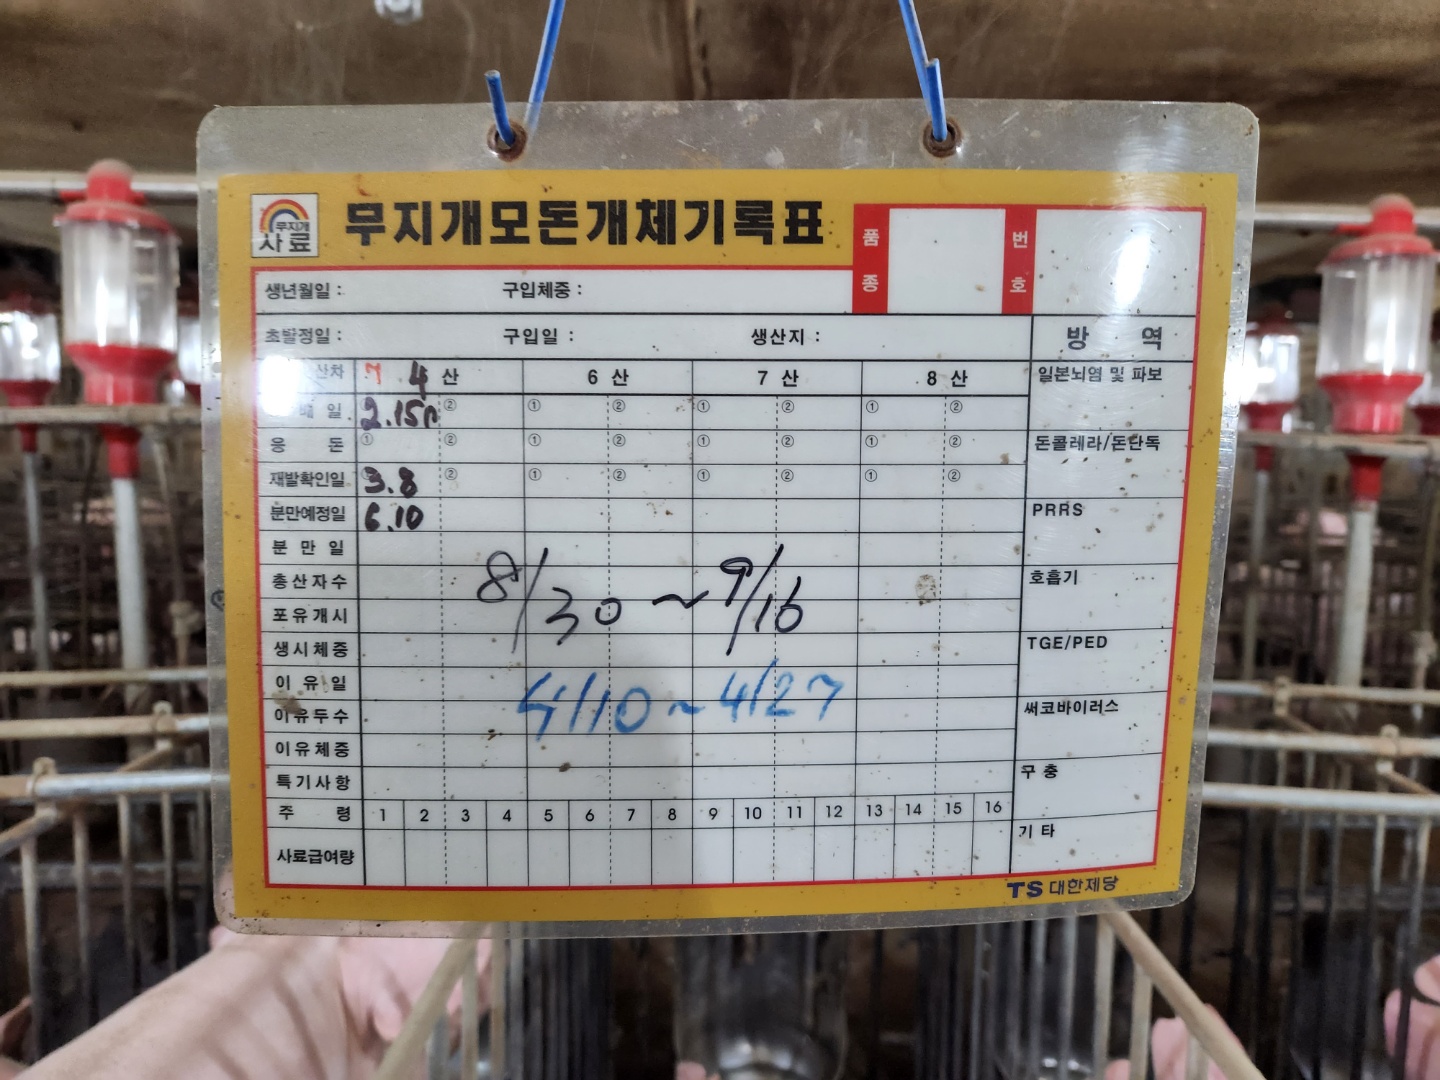 무지개
사료
무지개모돈개체기록표
품종
번호
생년월일 : 구입체중 :
초발정일 : 구입일 : 생산지 :
방 역
산차 7 4 산 6 산 7 산 8 산
일본뇌염 및 파보
배 일 2.15 ② ① ② ① ② ① ②
웅 돈 ① ② ① ② ① ② ① ②
돈콜레라/돈단독
재발확인일 3.8 ② ① ② ① ② ① ②
분만예정일 6.10
PRRS
분 만 일
총산자수
호흡기
8/30 ~ 9/16
포유개시
생시체중
TGE/PED
이 유 일
4/10 ~ 4/27
이유두수
써코바이러스
이유체중
특기사항
구 충
주 령 1 2 3 4 5 6 7 8 9 10 11 12 13 14 15 16
기 타
사료급여량
TS 대한제당